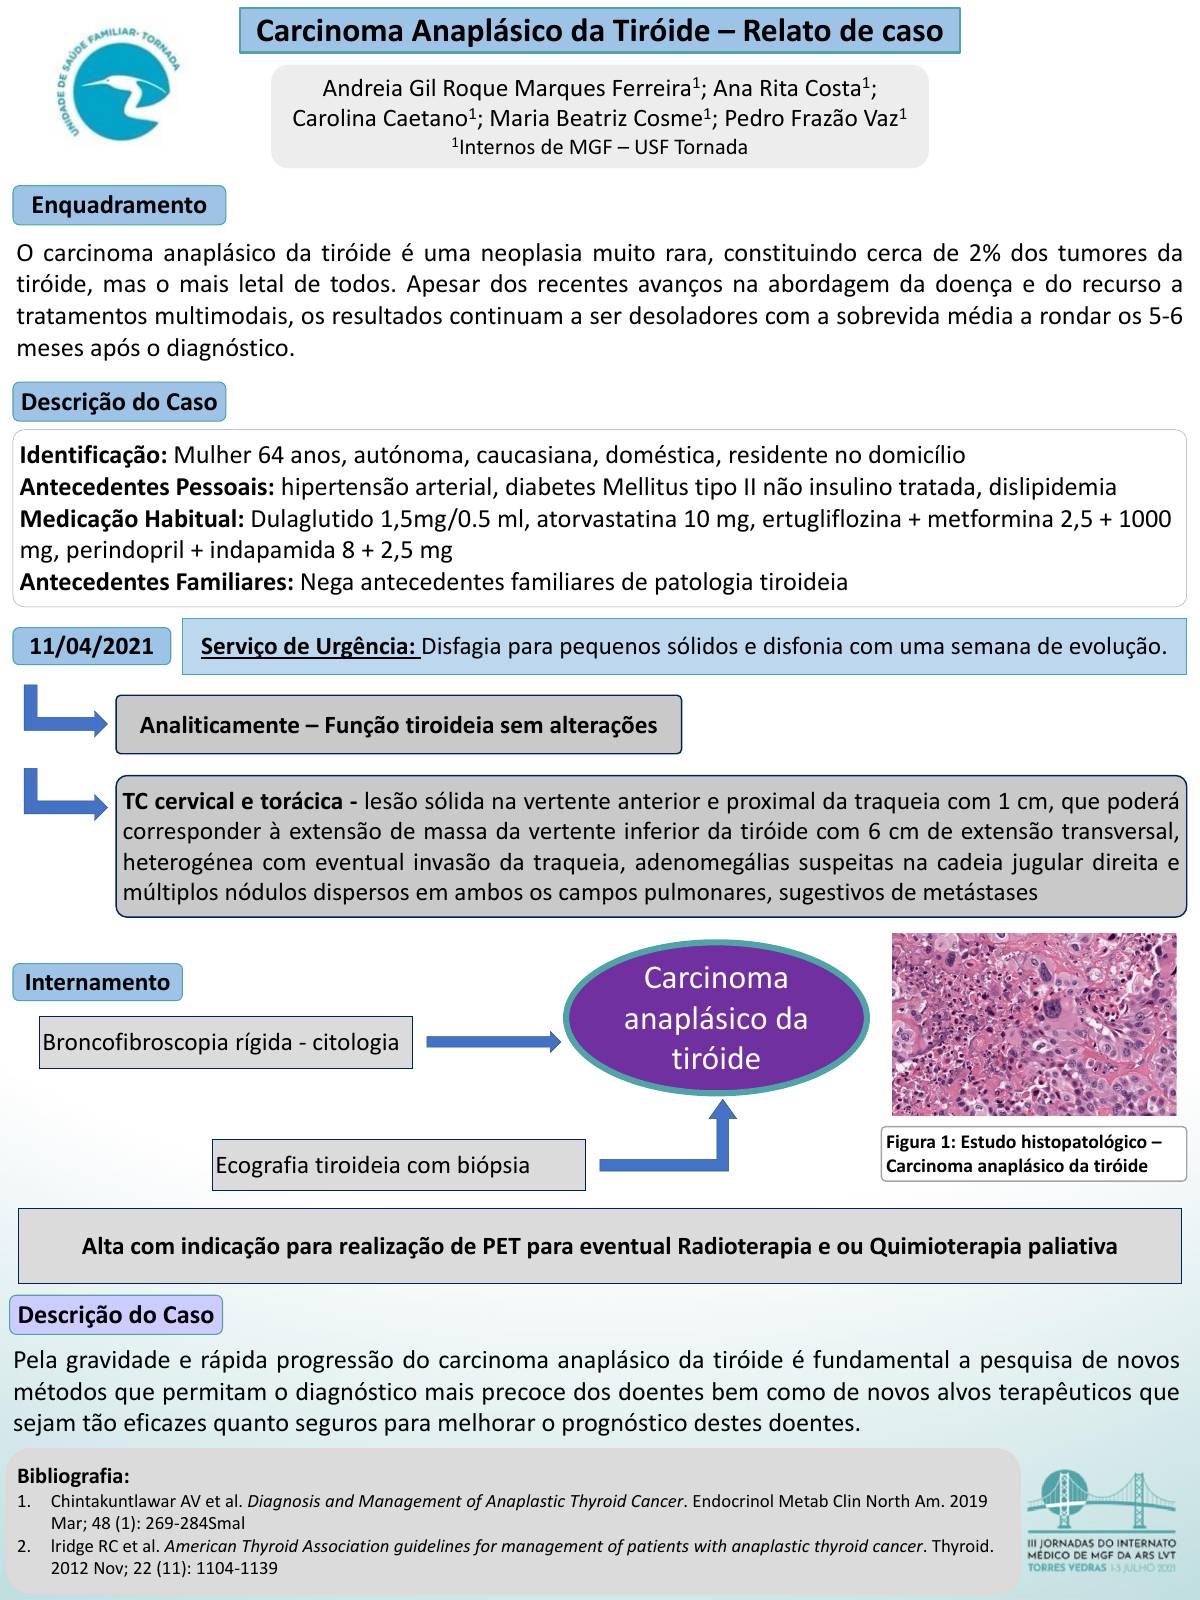 UNIDADE DE SAÚDE FAMILIAR- TORNADA
Carcinoma Anaplásico da Tiróide – Relato de caso
Andreia Gil Roque Marques Ferreira¹; Ana Rita Costa¹;
Carolina Caetano¹; Maria Beatriz Cosme¹; Pedro Frazão Vaz¹
¹Internos de MGF – USF Tornada
Enquadramento
O carcinoma anaplásico da tiróide é uma neoplasia muito rara, constituindo cerca de 2% dos tumores da
tiróide, mas o mais letal de todos. Apesar dos recentes avanços na abordagem da doença e do recurso a
tratamentos multimodais, os resultados continuam a ser desoladores com a sobrevida média a rondar os 5-6
meses após o diagnóstico.
Descrição do Caso
Identificação: Mulher 64 anos, autónoma, caucasiana, doméstica, residente no domicílio
Antecedentes Pessoais: hipertensão arterial, diabetes Mellitus tipo II não insulino tratada, dislipidemia
Medicação Habitual: Dulaglutido 1,5mg/0.5 ml, atorvastatina 10 mg, ertugliflozina + metformina 2,5 + 1000
mg, perindopril + indapamida 8 + 2,5 mg
Antecedentes Familiares: Nega antecedentes familiares de patologia tiroideia
11/04/2021
Serviço de Urgência: Disfagia para pequenos sólidos e disfonia com uma semana de evolução.
Analiticamente – Função tiroideia sem alterações
TC cervical e torácica - lesão sólida na vertente anterior e proximal da traqueia com 1 cm, que poderá
corresponder à extensão de massa da vertente inferior da tiróide com 6 cm de extensão transversal,
heterogénea com eventual invasão da traqueia, adenomegálias suspeitas na cadeia jugular direita e
múltiplos nódulos dispersos em ambos os campos pulmonares, sugestivos de metástases
Internamento
Broncofibroscopia rígida - citologia
Carcinoma
anaplásico da
tiróide
Ecografia tiroideia com biópsia
Figura 1: Estudo histopatológico –
Carcinoma anaplásico da tiróide
Alta com indicação para realização de PET para eventual Radioterapia e ou Quimioterapia paliativa
Descrição do Caso
Pela gravidade e rápida progressão do carcinoma anaplásico da tiróide é fundamental a pesquisa de novos
métodos que permitam o diagnóstico mais precoce dos doentes bem como de novos alvos terapêuticos que
sejam tão eficazes quanto seguros para melhorar o prognóstico destes doentes.
Bibliografia:
1. Chintakuntlawar AV et al. Diagnosis and Management of Anaplastic Thyroid Cancer. Endocrinol Metab Clin North Am. 2019
Mar; 48 (1): 269-284Smal
2. lridge RC et al. American Thyroid Association guidelines for management of patients with anaplastic thyroid cancer. Thyroid.
2012 Nov; 22 (11): 1104-1139
III JORNADAS DO INTERNATO
MÉDICO DE MGF DA ARS LVT
TORRES VEDRAS 1-3 JULHO 2021